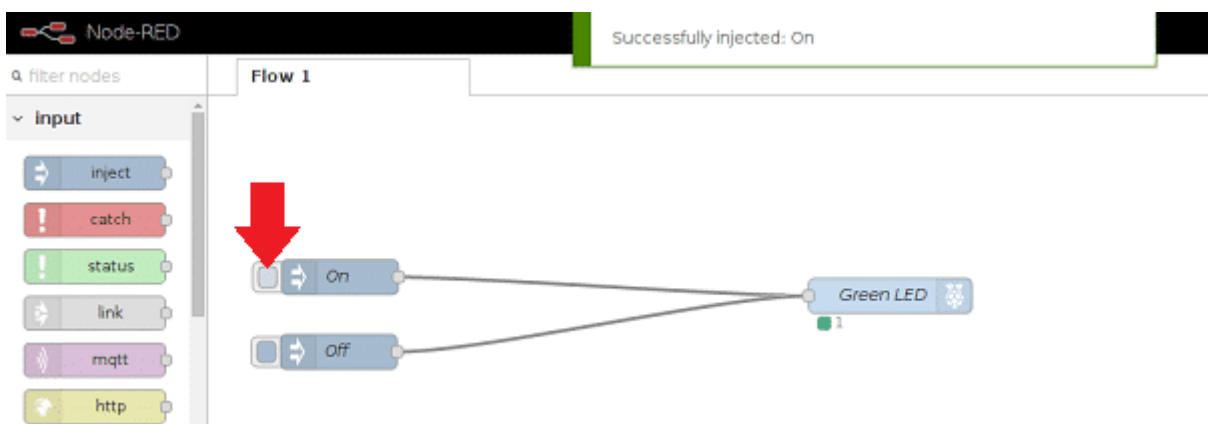 Node-RED
Successfully injected: On
filter nodes
Flow 1
input
inject
catch
status
link
mqtt
http
On
Off
Green LED
1